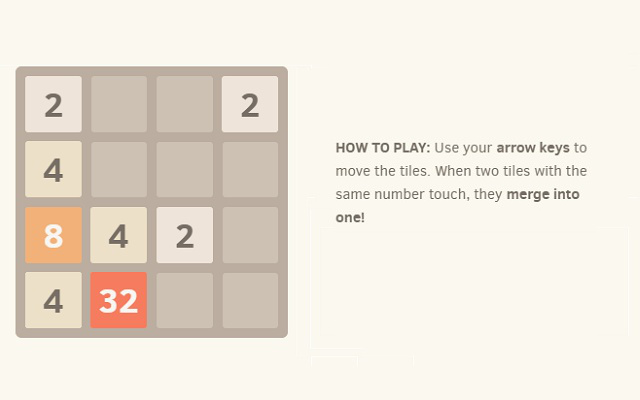 2 2
4
8 4 2
4 32
HOW TO PLAY: Use your arrow keys to
move the tiles. When two tiles with the
same number touch, they merge into
one!